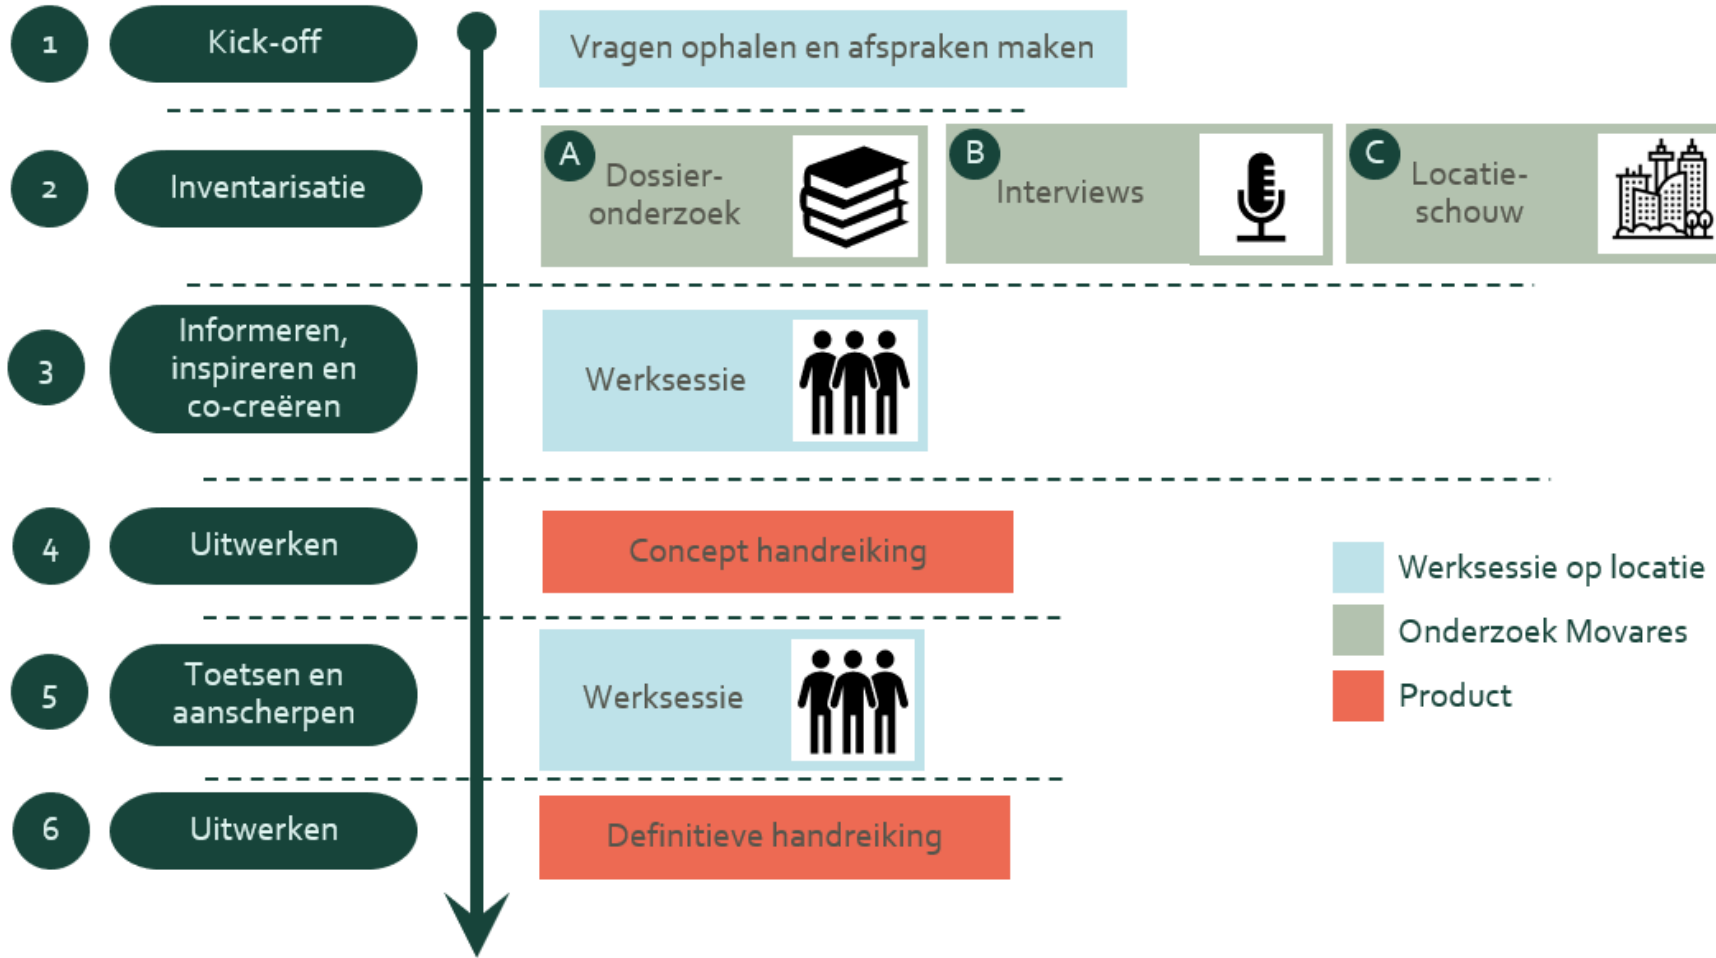 1
Kick-off
Vragen ophalen en afspraken maken
2
Inventarisatie
A
Dossier-
onderzoek
B
Interviews
C
Locatie-
schouw
3
Informeren,
inspireren en
co-creëren
Werksessie
4
Uitwerken
Concept handreiking
Werksessie op locatie
Onderzoek Movares
Product
5
Toetsen en
aanscherpen
Werksessie
6
Uitwerken
Definitieve handreiking